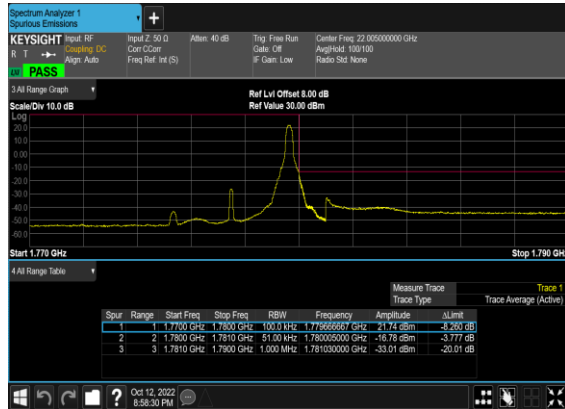 Spectrum Analyzer 1
Spurious Emissions
+
KEYSIGHT Input: RF Input Z: 50 Ω Atten: 40 dB Trig: Free Run Center Freq: 22.005000000 GHz
R T Coupling: DC Corr CCorr Gate: Off Avg|Hold: 100/100
Align: Auto Freq Ref: Int (S) IF Gain: Low Radio Std: None
PASS
3 All Range Graph
Ref Lvl Offset 8.00 dB
Scale/Div 10.0 dB Ref Value 30.00 dBm
Log
20.0
10.0
0.00
-10.0
-20.0
-30.0
-40.0
-50.0
-60.0
Start 1.770 GHz Stop 1.790 GH
4 All Range Table
Measure Trace Trace 1
Trace Type Trace Average (Active)
Spur Range Start Freq Stop Freq RBW Frequency Amplitude ΔLimit
1 1 1.7700 GHz 1.7800 GHz 100.0 kHz 1.779666667 GHz 21.74 dBm -8.260 dB
2 2 1.7800 GHz 1.7810 GHz 51.00 kHz 1.780005000 GHz -16.78 dBm -3.777 dB
3 3 1.7810 GHz 1.7900 GHz 1.000 MHz 1.781030000 GHz -33.01 dBm -20.01 dB
? Oct 12, 2022
8:58:30 PM